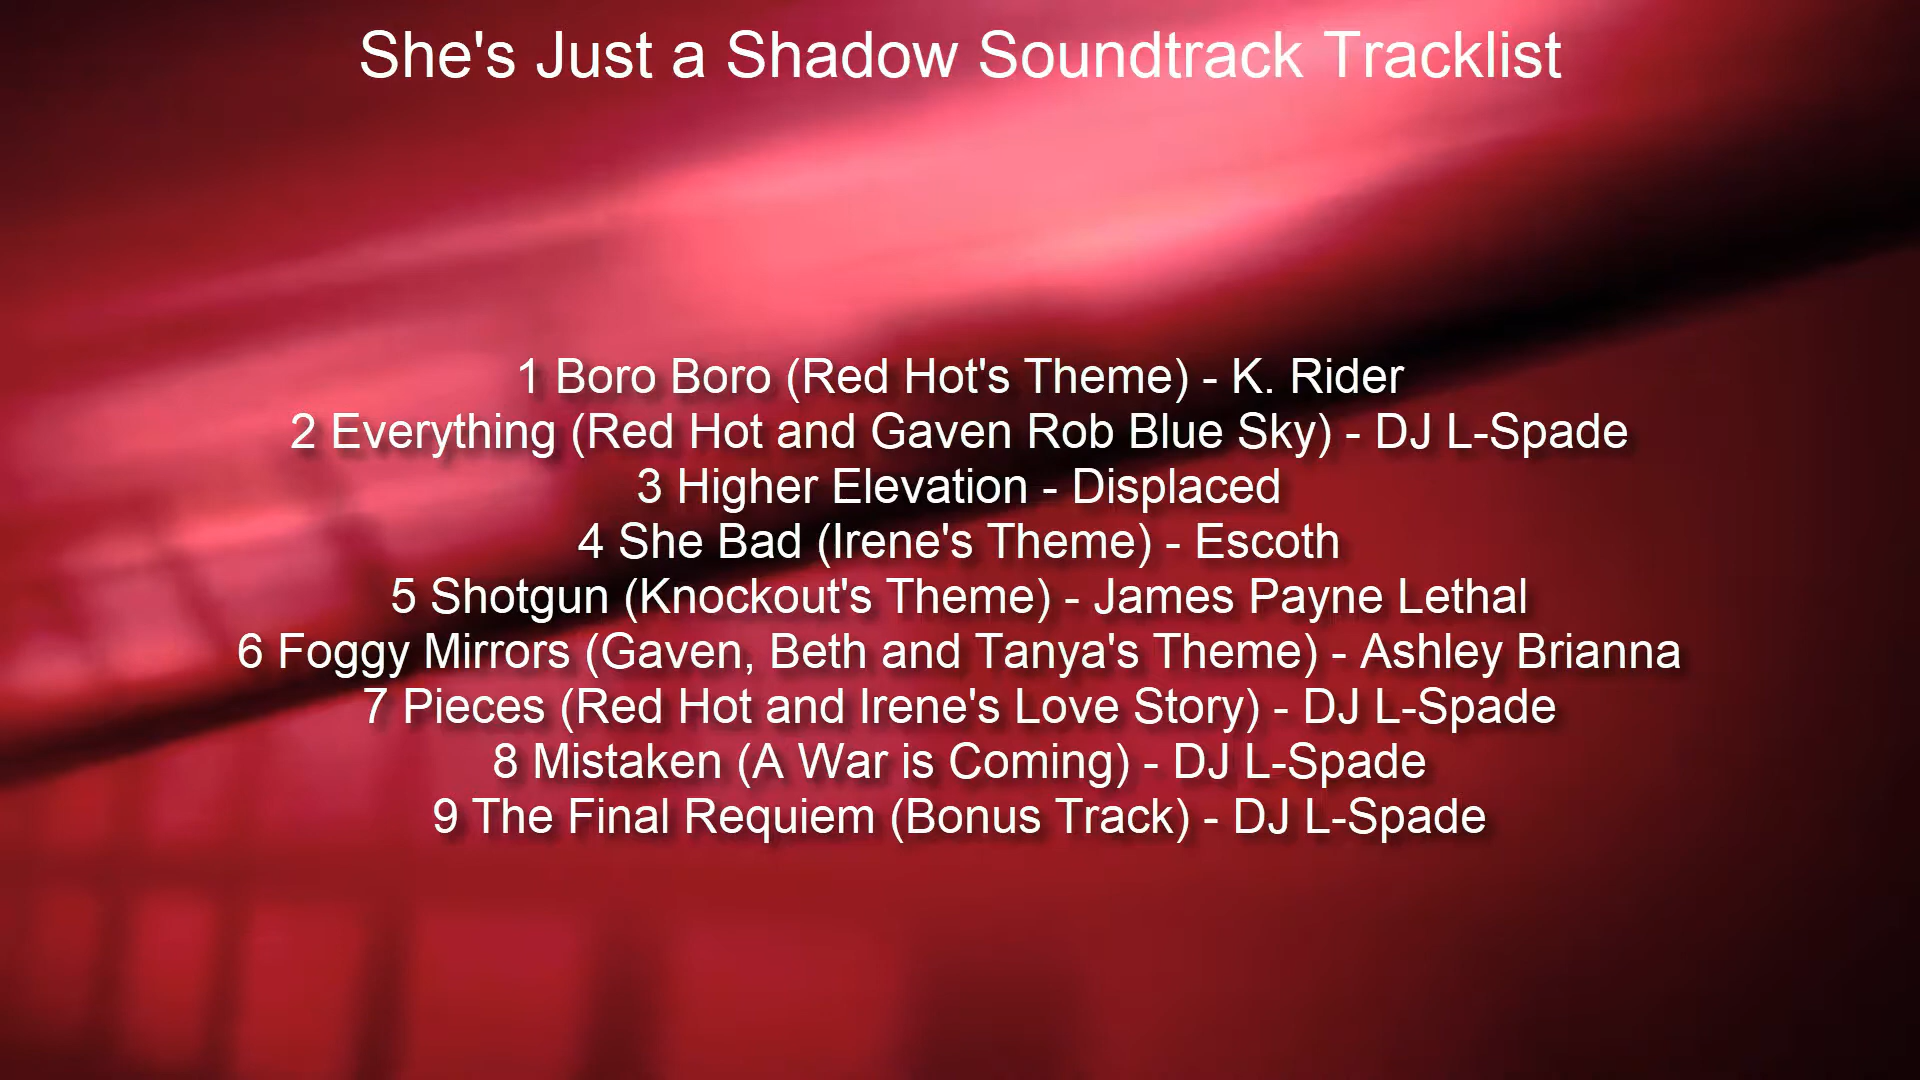 She's Just a Shadow Soundtrack Tracklist
1 Boro Boro (Red Hot's Theme) - K. Rider
2 Everything (Red Hot and Gaven Rob Blue Sky) - DJ L-Spade
3 Higher Elevation - Displaced
4 She Bad (Irene's Theme) - Escoth
5 Shotgun (Knockout's Theme) - James Payne Lethal
6 Foggy Mirrors (Gaven, Beth and Tanya's Theme) - Ashley Brianna
7 Pieces (Red Hot and Irene's Love Story) - DJ L-Spade
8 Mistaken (A War is Coming) - DJ L-Spade
9 The Final Requiem (Bonus Track) - DJ L-Spade